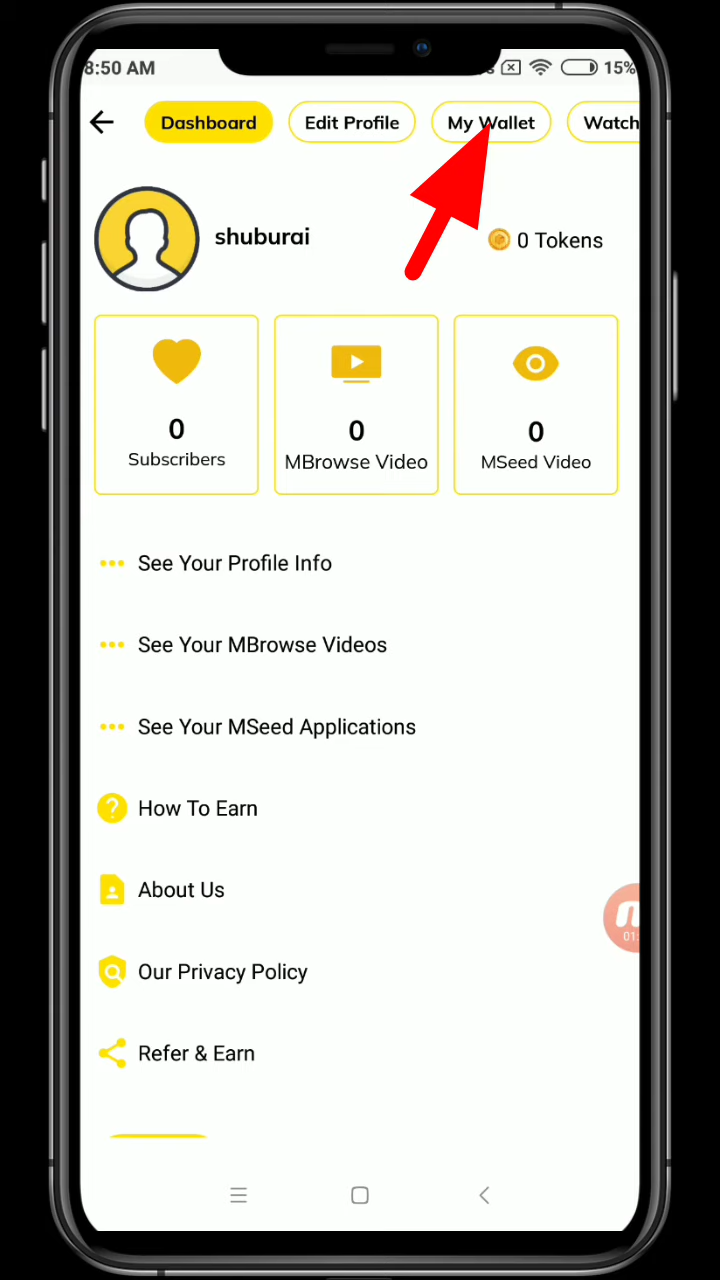 8:50 AM
15%
Dashboard
Edit Profile
My Wallet
Watch
shuburai
0 Tokens
0
Subscribers
0
MBrowse Video
0
MSeed Video
See Your Profile Info
See Your MBrowse Videos
See Your MSeed Applications
How To Earn
About Us
Our Privacy Policy
Refer & Earn
01: